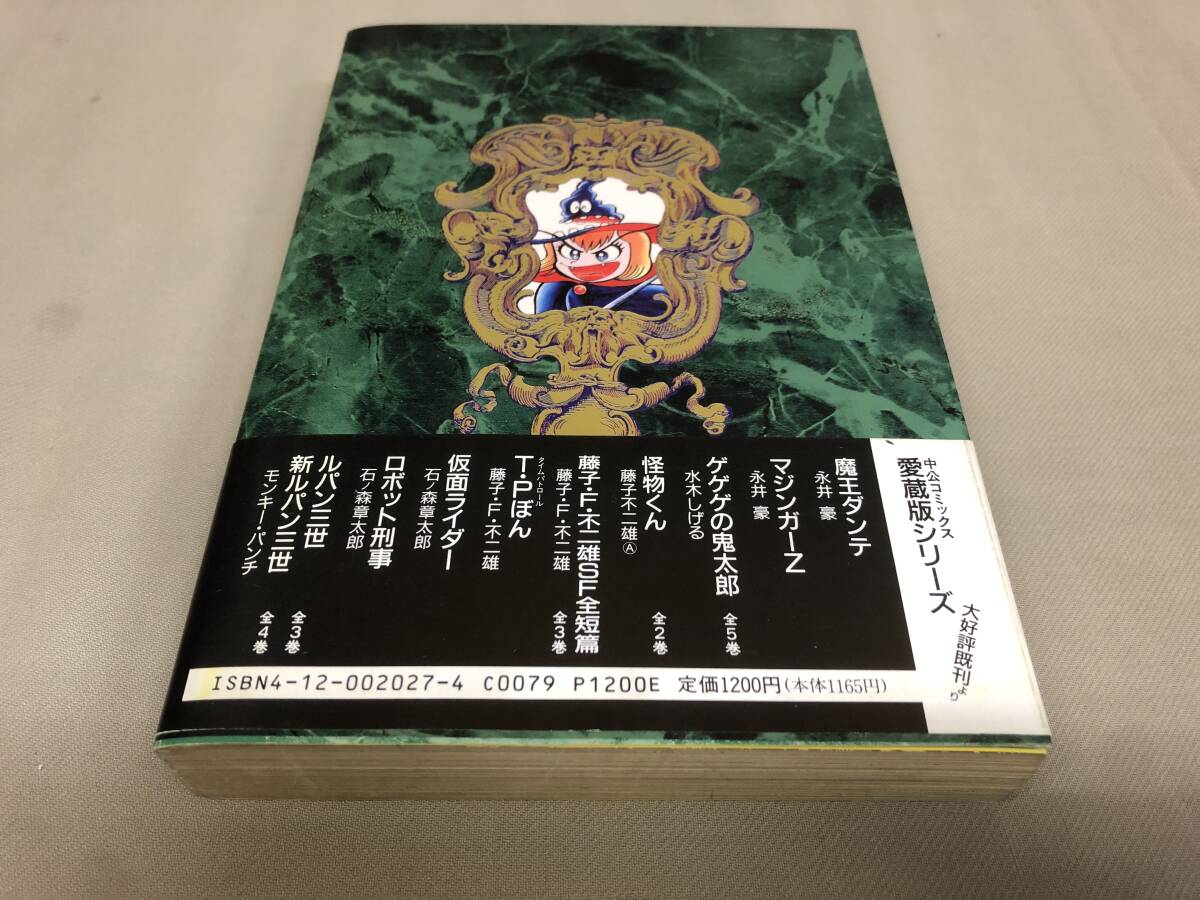 中公コミックス
愛蔵版シリーズ
大好評既刊より
魔王ダンテ
永井豪
マジンガーZ
永井豪
ゲゲゲの鬼太郎 全5巻
水木しげる
怪物くん 全2巻
藤子不二雄Ⓐ
藤子・F・不二雄SF全短篇 全3巻
藤子・F・不二雄
タイムパトロール
T・Pぼん
藤子・F・不二雄
仮面ライダー
石ノ森章太郎
ロボット刑事
石ノ森章太郎
ルパン三世 全3巻
新ルパン三世 全4巻
モンキー・パンチ
ISBN4-12-002027-4 C0079 P1200E 定価1200円(本体1165円)